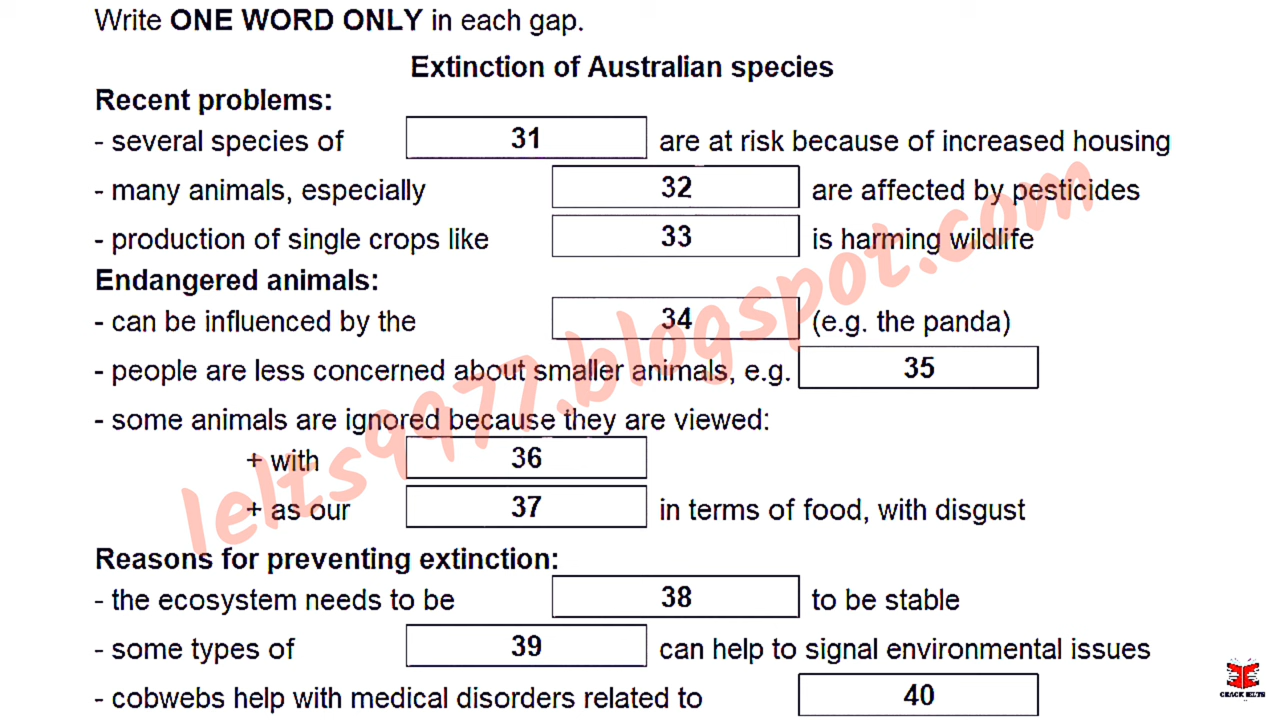 Write ONE WORD ONLY in each gap.
Extinction of Australian species
Recent problems:
- several species of 31 are at risk because of increased housing
- many animals, especially 32 are affected by pesticides
- production of single crops like 33 is harming wildlife
Endangered animals:
- can be influenced by the 34 (e.g. the panda)
- people are less concerned about smaller animals, e.g. 35
- some animals are ignored because they are viewed:
+ with 36
+ as our 37 in terms of food, with disgust
Reasons for preventing extinction:
- the ecosystem needs to be 38 to be stable
- some types of 39 can help to signal environmental issues
- cobwebs help with medical disorders related to 40
Ielts9977.blogspot.com
CRACK IELTS